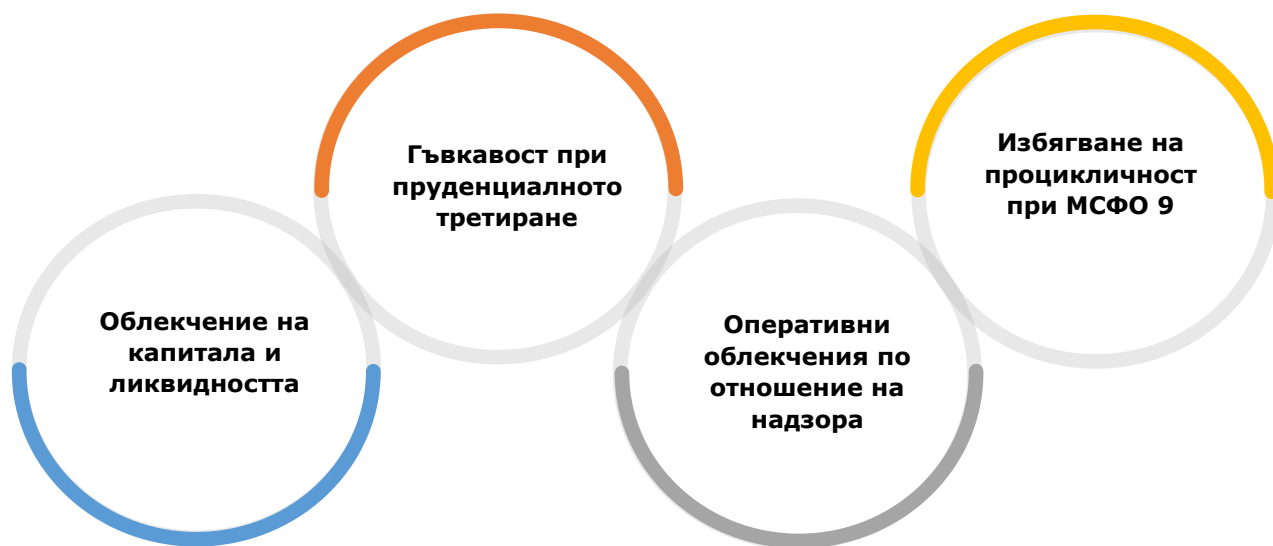 Облекчение на
капитала и
ликвидността
Гъвкавост при
пруденциалното
третиране
Оперативни
облекчения по
отношение на
надзора
Избягване на
процикличност
при МСФО 9